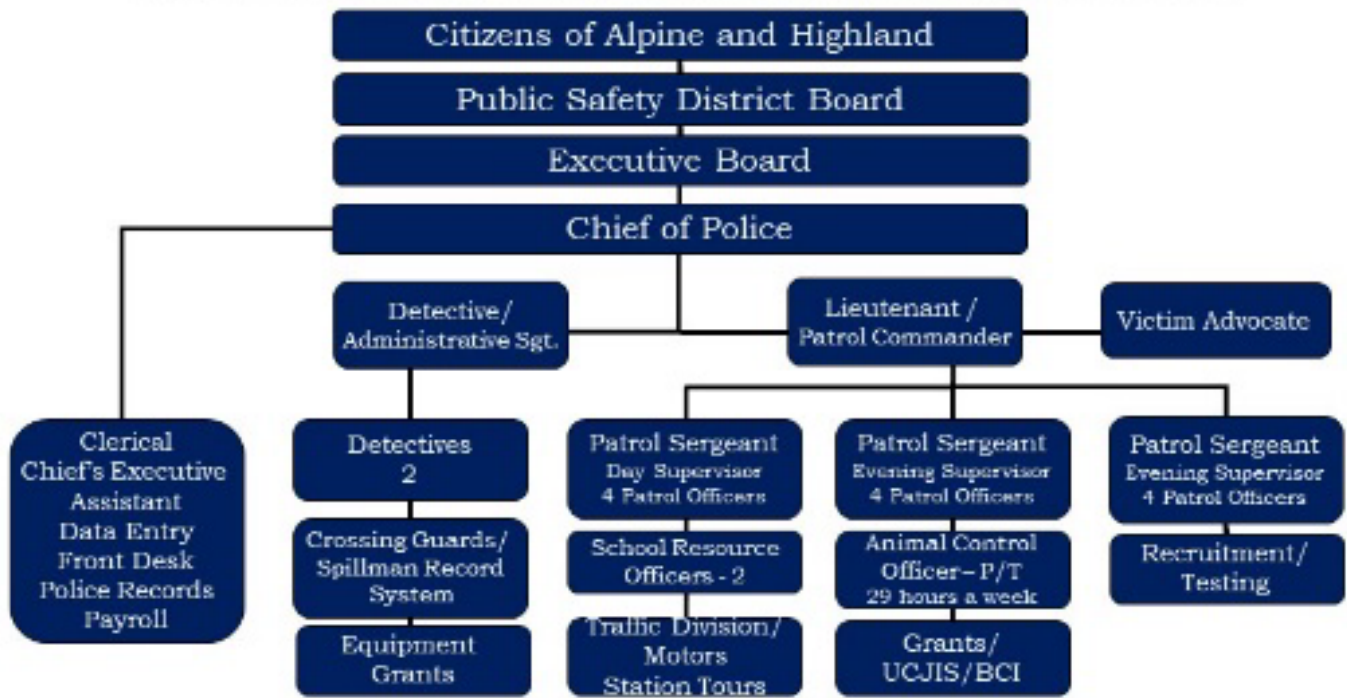 Citizens of Alpine and Highland
Public Safety District Board
Executive Board
Chief of Police
Detective/
Administrative Sgt.
Lieutenant /
Patrol Commander
Victim Advocate
Clerical
Chief's Executive
Assistant
Data Entry
Front Desk
Police Records
Payroll
Detectives
2
Crossing Guards/
Spillman Record
System
Equipment
Grants
Patrol Sergeant
Day Supervisor
4 Patrol Officers
School Resource
Officers - 2
Traffic Division/
Motors
Station Tours
Patrol Sergeant
Evening Supervisor
4 Patrol Officers
Animal Control
Officer– P/T
29 hours a week
Grants/
UCJIS/BCI
Patrol Sergeant
Evening Supervisor
4 Patrol Officers
Recruitment/
Testing